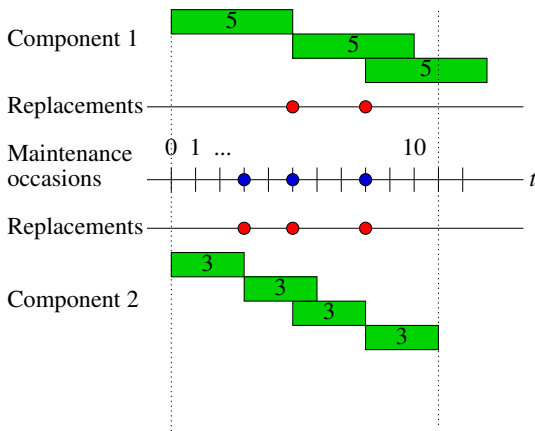 5
Component 1
5
5
Replacements
0 1 ... 10
Maintenance
occasions
t
Replacements
3
3
Component 2
3
3